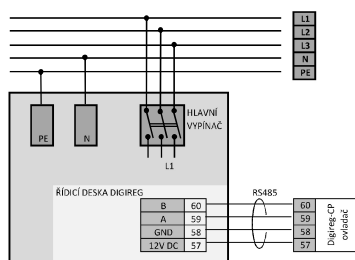 L1
L2
L3
N
PE
PE
N
HLAVNÍ
VYPÍNAČ
L1
ŘÍDICÍ DESKA DIGIREG
RS485
B 60
A 59
GND 58
12V DC 57
60
59
58
57
Digireg-CP
ovladač